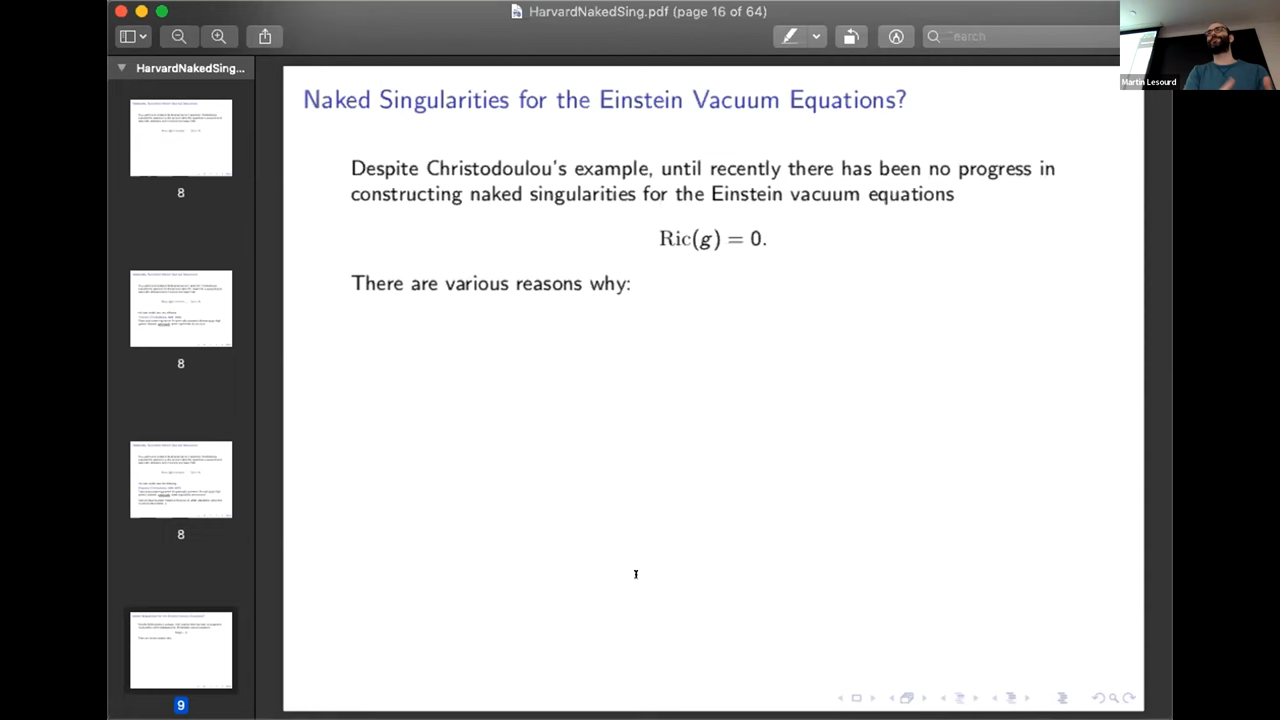 HarvardNakedSing.pdf (page 16 of 64)
Search
Martin Lesourd
HarvardNakedSing...
8
8
8
9
Naked Singularities for the Einstein Vacuum Equations?
Despite Christodoulou's example, until recently there has been no progress in
constructing naked singularities for the Einstein vacuum equations
Ric(g) = 0.
There are various reasons why: